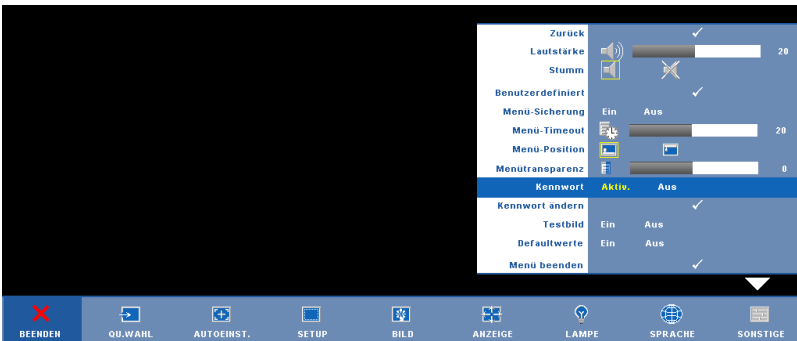 Zurück
Lautstärke 20
Stumm
Benutzerdefiniert
Menü-Sicherung Ein Aus
Menü-Timeout 20
Menü-Position
Menütransparenz 0
Kennwort Aktiv. Aus
Kennwort ändern
Testbild Ein Aus
Defaultwerte Ein Aus
Menü beenden
BEENDEN QU.WAHL AUTOEINST. SETUP BILD ANZEIGE LAMPE SPRACHE SONSTIGE